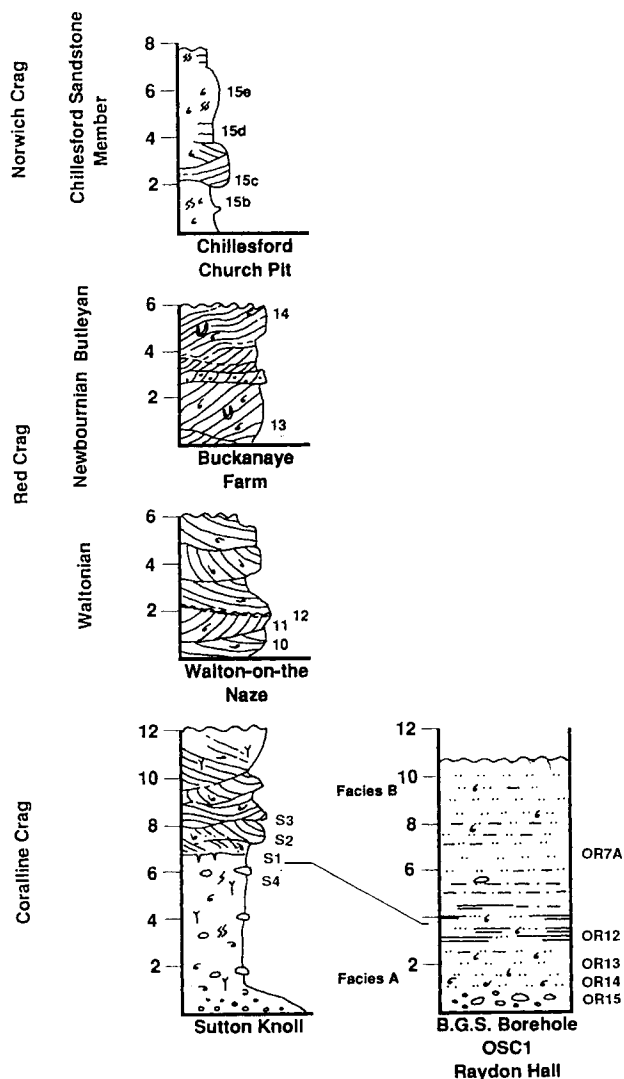 Norwich Crag
Chillesford Sandstone
Member
8
6
4
2
15e
15d
15c
15b
Chillesford
Church Pit
Red Crag
Newbournian Butleyan
6
4
2
14
13
Buckanaye
Farm
Waltonian
6
4
2
12
11
10
Walton-on-the
Naze
Coralline Crag
12
10
8
6
4
2
S3
S2
S1
S4
Sutton Knoll
12
10
8
6
4
2
Facies B
Facies A
OR7A
OR12
OR13
OR14
OR15
B.G.S. Borehole
OSC1
Raydon Hall